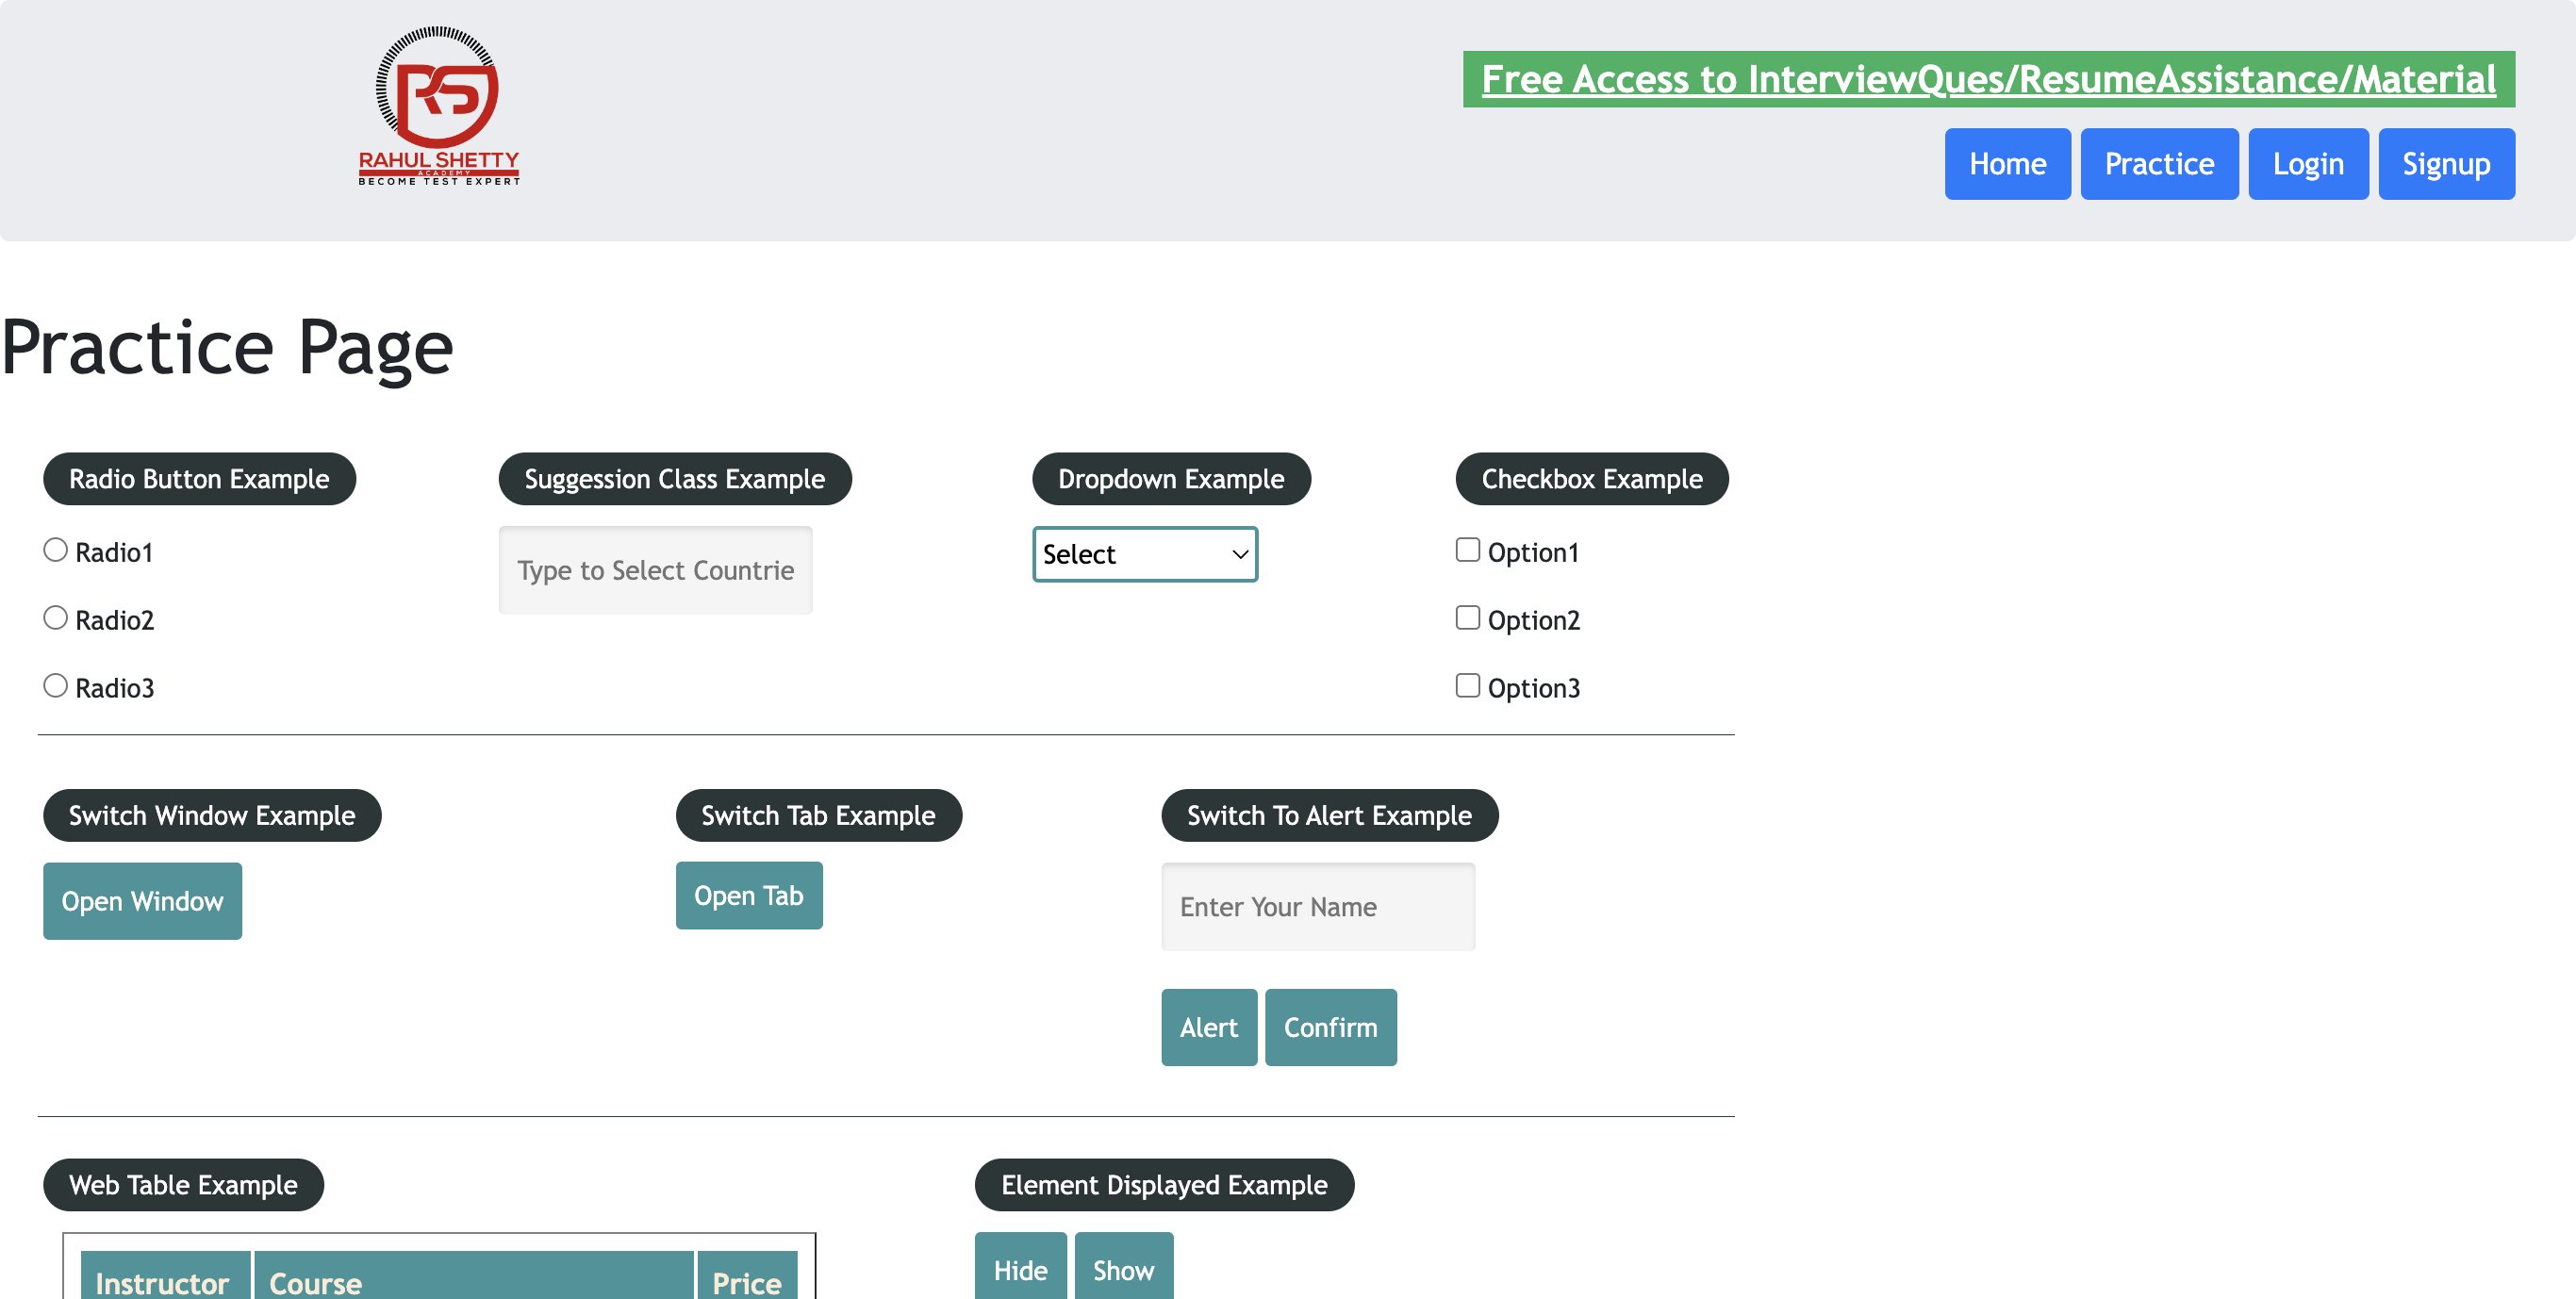 RAHUL SHETTY
ACADEMY
BECOME TEST EXPERT
Free Access to InterviewQues/ResumeAssistance/Material
Home Practice Login Signup
Practice Page
Radio Button Example
Radio1
Radio2
Radio3
Suggession Class Example
Type to Select Countrie
Dropdown Example
Select
Checkbox Example
Option1
Option2
Option3
Switch Window Example
Open Window
Switch Tab Example
Open Tab
Switch To Alert Example
Enter Your Name
Alert Confirm
Web Table Example
Instructor Course Price
Element Displayed Example
Hide Show